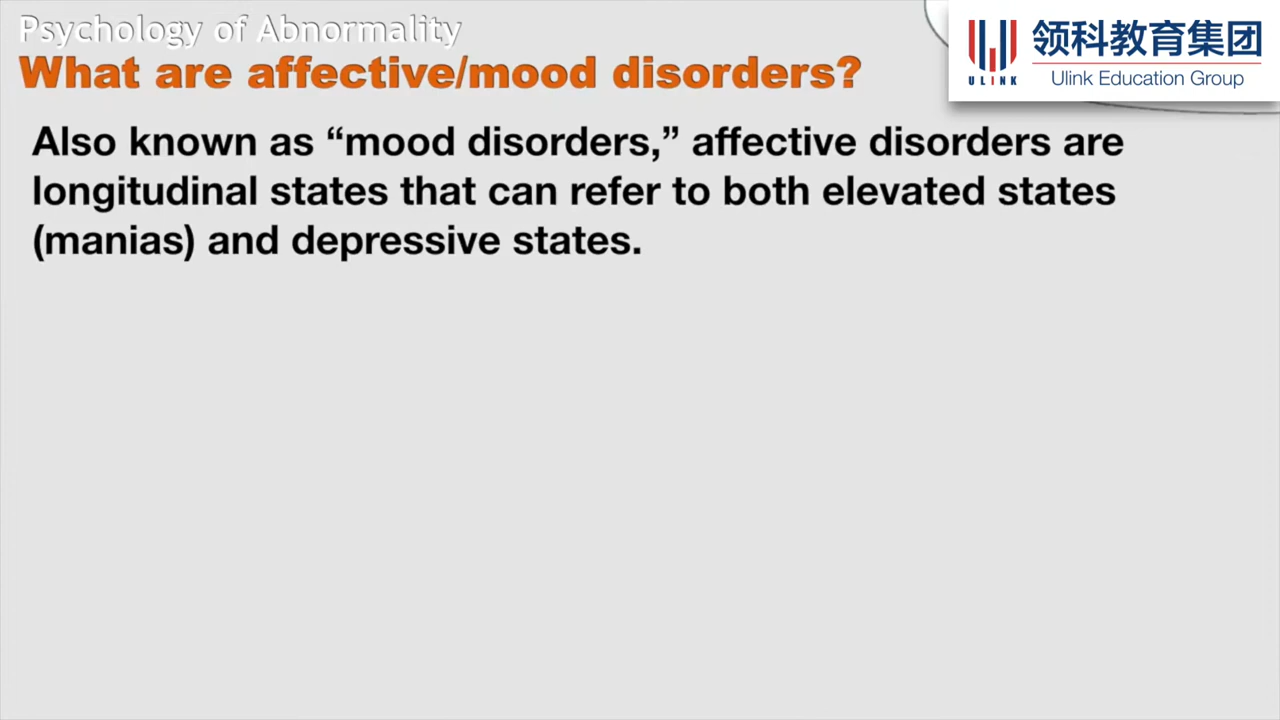 Psychology of Abnormality
What are affective/mood disorders?
ULINK
领科教育集团
Ulink Education Group
Also known as “mood disorders,” affective disorders are
longitudinal states that can refer to both elevated states
(manias) and depressive states.